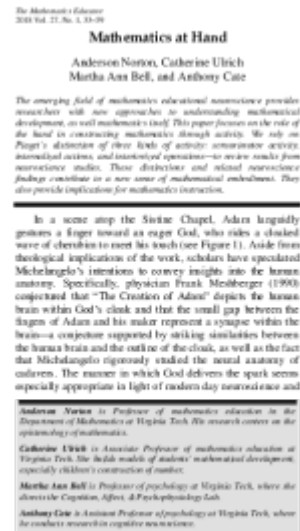 The Mathematics Educator
2018 Vol. 27, No. 1, 33–59
Mathematics at Hand
Anderson Norton, Catherine Ulrich
Martha Ann Bell, and Anthony Cate
The emerging field of mathematics educational neuroscience provides
researchers with new approaches to understanding mathematical
development, as well mathematics itself. This paper focuses on the role of
the hand in constructing mathematics through activity. We rely on
Piaget's distinction of three kinds of activity: sensorimotor activity,
internalized actions, and interiorized operations—to review results from
neuroscience studies. These distinctions and related neuroscience
findings contribute to a new sense of mathematical embodiment. They
also provide implications for mathematics instruction.
In a scene atop the Sistine Chapel, Adam languidly
gestures a finger toward an eager God, who rides a cloaked
wave of cherubim to meet his touch (see Figure 1). Aside from
theological implications of the work, scholars have speculated
Michelangelo's intentions to convey insights into the human
anatomy. Specifically, physician Frank Meshberger (1990)
conjectured that “The Creation of Adam” depicts the human
brain within God's cloak and that the small gap between the
fingers of Adam and his maker represent a synapse within the
brain—a conjecture supported by striking similarities between
the human brain and the outline of the cloak, as well as the fact
that Michelangelo rigorously studied the neural anatomy of
cadavers. The manner in which God delivers the spark seems
especially appropriate in light of modern day neuroscience and
Anderson Norton is Professor of mathematics education in the
Department of Mathematics at Virginia Tech. His research centers on the
epistemology of mathematics.
Catherine Ulrich is Associate Professor of mathematics education at
Virginia Tech. She builds models of students' mathematical development,
especially children's construction of number.
Martha Ann Bell is Professor of psychology at Virginia Tech, where she
directs the Cognition, Affect, & Psychophysiology Lab.
Anthony Cate is Assistant Professor of psychology at Virginia Tech, where
he conducts research in cognitive neuroscience.